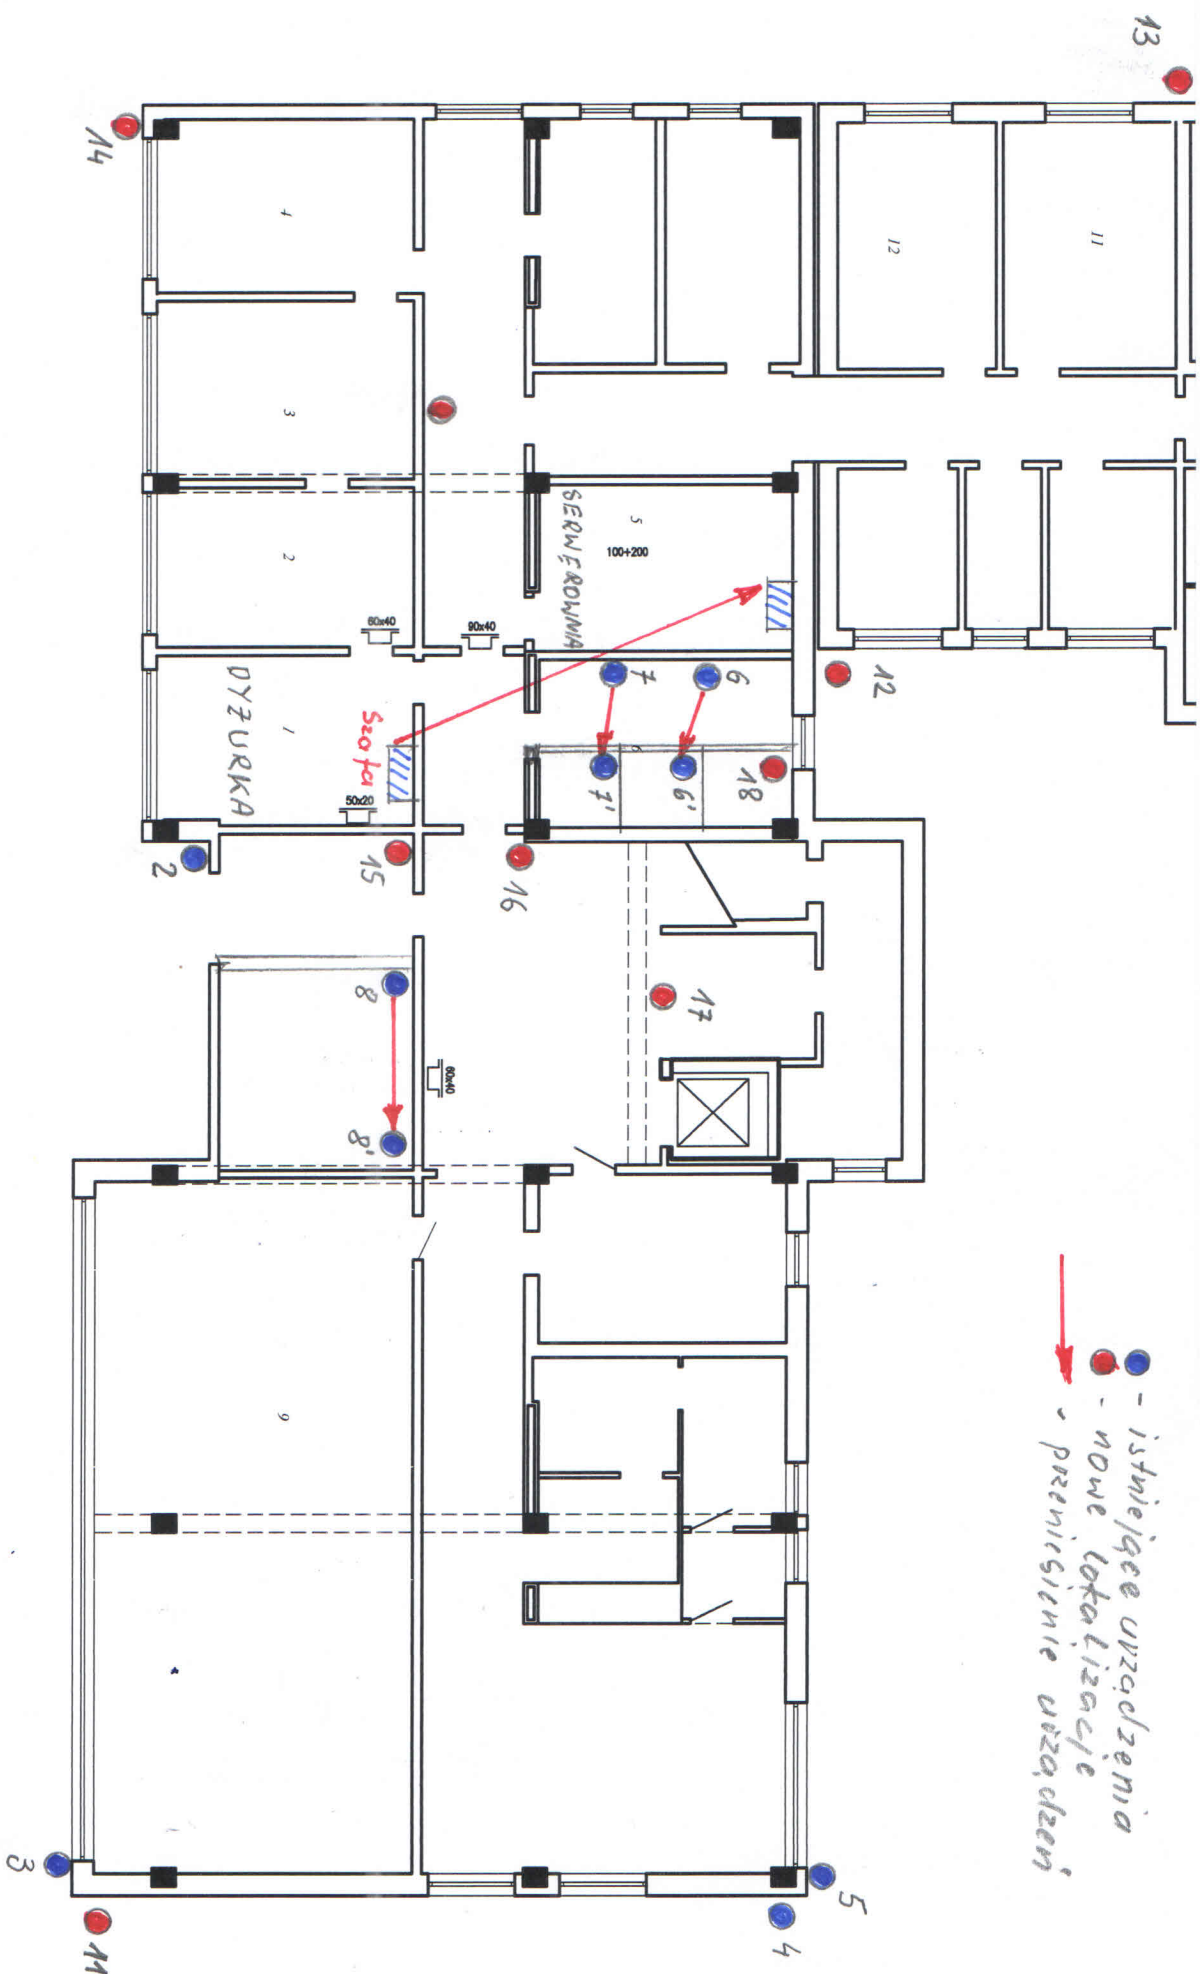 13
14
4
12
11
3
SERWEROWNIA
5
100+200
2
60x40
90x40
DYŻURKA
1
Szafa
50x20
7
6
12
6
7'
6'
18
2
15
16
8
17
8'
60x40
- istniejące urządzenia
- nowe lokalizacje
- przeniesienie urządzeń
9
3
11
5
4